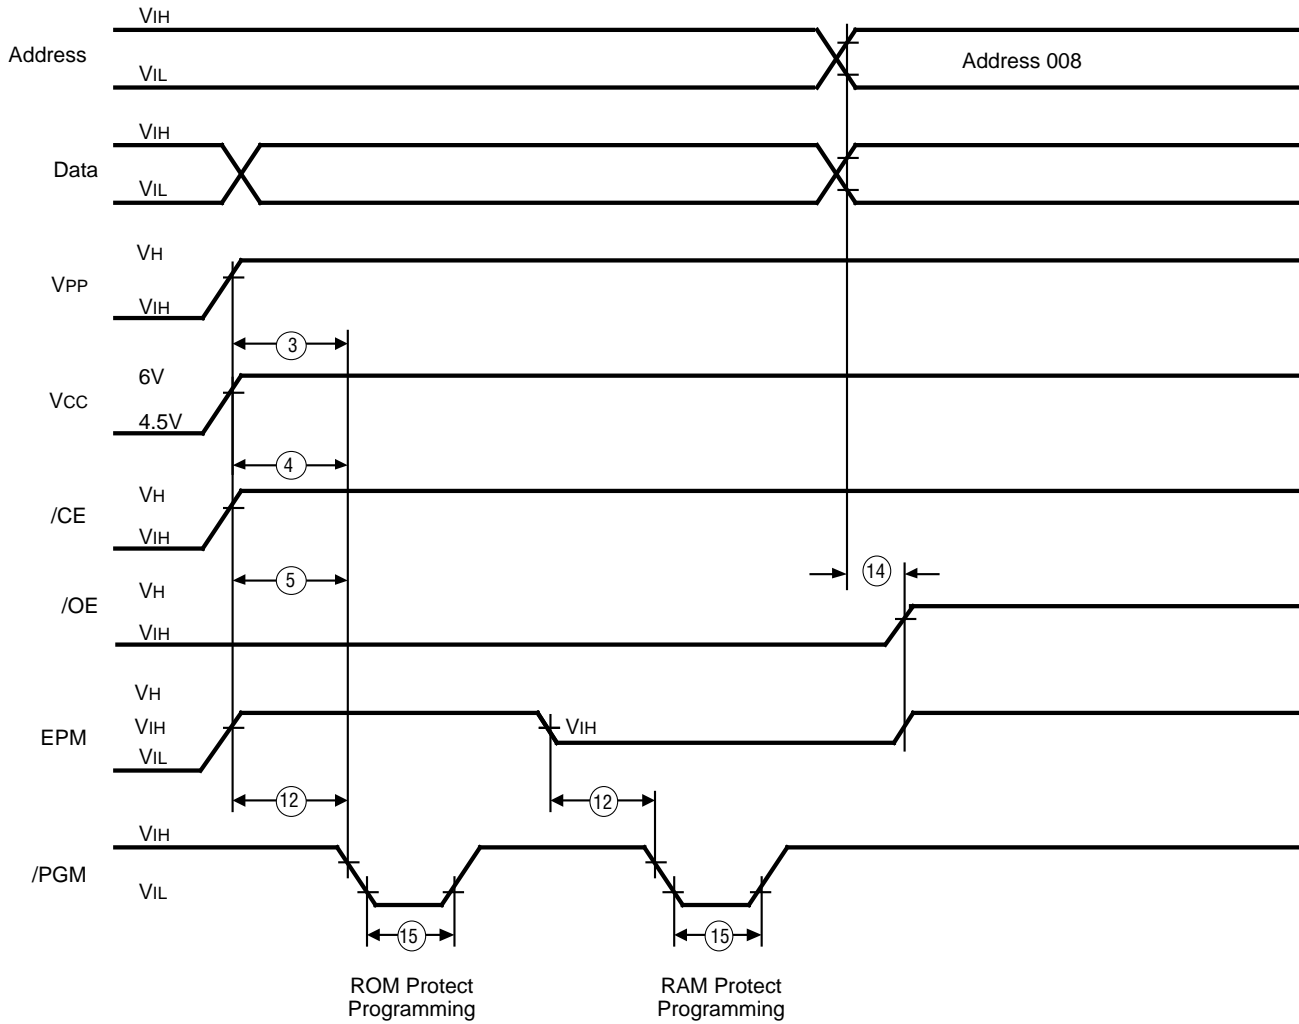 VIH
Address
VIL
Address 008
VIH
Data
VIL
VH
VPP
VIH
3
6V
VCC
4.5V
4
VH
/CE
VIH
5
14
VH
/OE
VIH
VH
VIH
VIH
EPM
VIL
12
12
VIH
/PGM
VIL
15
15
ROM Protect
Programming
RAM Protect
Programming